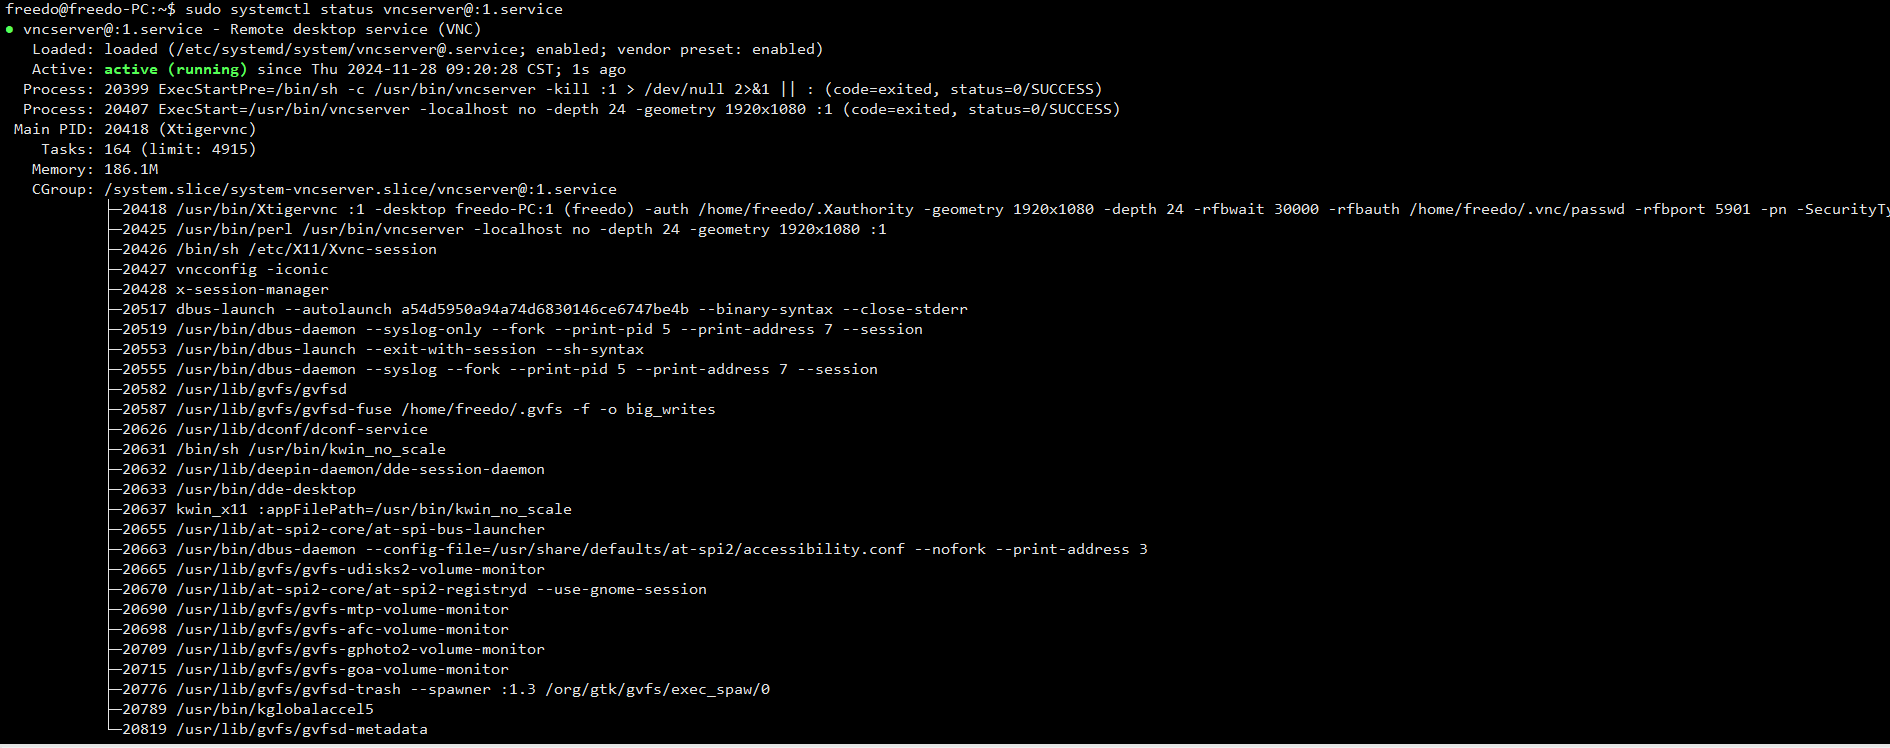 freedo@freedo-PC:~$ sudo systemctl status vncserver@:1.service
● vncserver@:1.service - Remote desktop service (VNC)
Loaded: loaded (/etc/systemd/system/vncserver@.service; enabled; vendor preset: enabled)
Active: active (running) since Thu 2024-11-28 09:20:28 CST; 1s ago
Process: 20399 ExecStartPre=/bin/sh -c /usr/bin/vncserver -kill :1 > /dev/null 2>&1 || : (code=exited, status=0/SUCCESS)
Process: 20407 ExecStart=/usr/bin/vncserver -localhost no -depth 24 -geometry 1920x1080 :1 (code=exited, status=0/SUCCESS)
Main PID: 20418 (Xtigervnc)
Tasks: 164 (limit: 4915)
Memory: 186.1M
CGroup: /system.slice/system-vncserver.slice/vncserver@:1.service
├─20418 /usr/bin/Xtigervnc :1 -desktop freedo-PC:1 (freedo) -auth /home/freedo/.Xauthority -geometry 1920x1080 -depth 24 -rfbwait 30000 -rfbauth /home/freedo/.vnc/passwd -rfbport 5901 -pn -SecurityTy
├─20425 /usr/bin/perl /usr/bin/vncserver -localhost no -depth 24 -geometry 1920x1080 :1
├─20426 /bin/sh /etc/X11/Xvnc-session
├─20427 vncconfig -iconic
├─20428 x-session-manager
├─20517 dbus-launch --autolaunch a54d5950a94a74d6830146ce6747be4b --binary-syntax --close-stderr
├─20519 /usr/bin/dbus-daemon --syslog-only --fork --print-pid 5 --print-address 7 --session
├─20553 /usr/bin/dbus-launch --exit-with-session --sh-syntax
├─20555 /usr/bin/dbus-daemon --syslog --fork --print-pid 5 --print-address 7 --session
├─20582 /usr/lib/gvfs/gvfsd
├─20587 /usr/lib/gvfs/gvfsd-fuse /home/freedo/.gvfs -f -o big_writes
├─20626 /usr/lib/dconf/dconf-service
├─20631 /bin/sh /usr/bin/kwin_no_scale
├─20632 /usr/lib/deepin-daemon/dde-session-daemon
├─20633 /usr/bin/dde-desktop
├─20637 kwin_x11 :appFilePath=/usr/bin/kwin_no_scale
├─20655 /usr/lib/at-spi2-core/at-spi-bus-launcher
├─20663 /usr/bin/dbus-daemon --config-file=/usr/share/defaults/at-spi2/accessibility.conf --nofork --print-address 3
├─20665 /usr/lib/gvfs/gvfs-udisks2-volume-monitor
├─20670 /usr/lib/at-spi2-core/at-spi2-registryd --use-gnome-session
├─20690 /usr/lib/gvfs/gvfs-mtp-volume-monitor
├─20698 /usr/lib/gvfs/gvfs-afc-volume-monitor
├─20709 /usr/lib/gvfs/gvfs-gphoto2-volume-monitor
├─20715 /usr/lib/gvfs/gvfs-goa-volume-monitor
├─20776 /usr/lib/gvfs/gvfsd-trash --spawner :1.3 /org/gtk/gvfs/exec_spaw/0
├─20789 /usr/bin/kglobalaccel5
└─20819 /usr/lib/gvfs/gvfsd-metadata